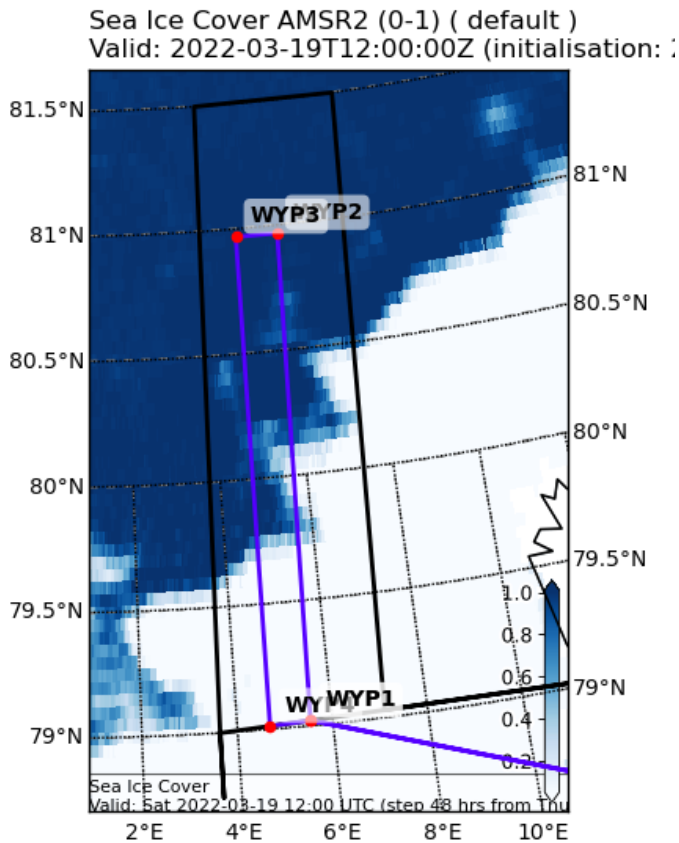 Sea Ice Cover AMSR2 (0-1) ( default )
Valid: 2022-03-19T12:00:00Z (initialisation:
81.5°N
81°N
WYP3
WYP2
81°N
80.5°N
80.5°N
80°N
80°N
79.5°N
79.5°N
1.0
0.8
0.6
0.4
0.2
79°N
WYP4
WYP1
79°N
Sea Ice Cover
Valid: Sat 2022-03-19 12:00 UTC (step 48 hrs from Thu
2°E 4°E 6°E 8°E 10°E